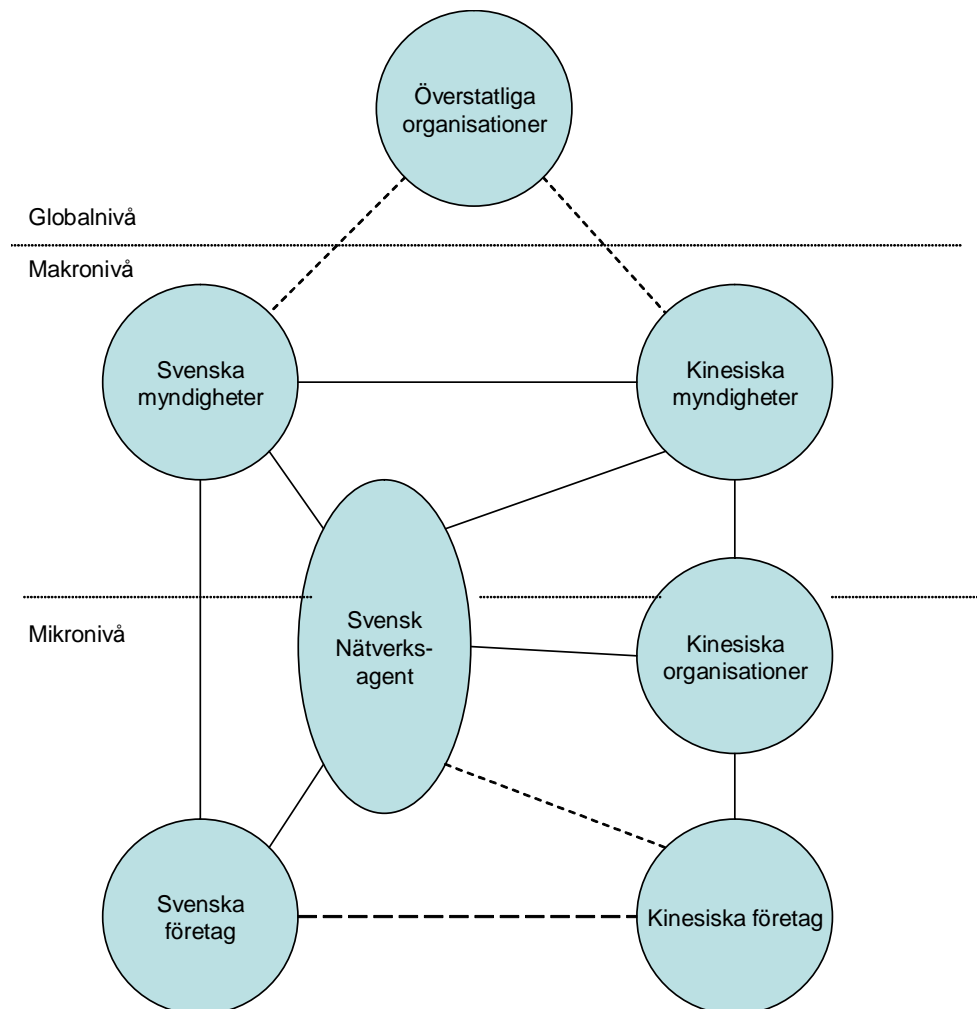 Överstatliga
organisationer
Globalnivå
Makronivå
Svenska
myndigheter
Kinesiska
myndigheter
Mikronivå
Svensk
Nätverks-
agent
Kinesiska
organisationer
Svenska
företag
Kinesiska företag